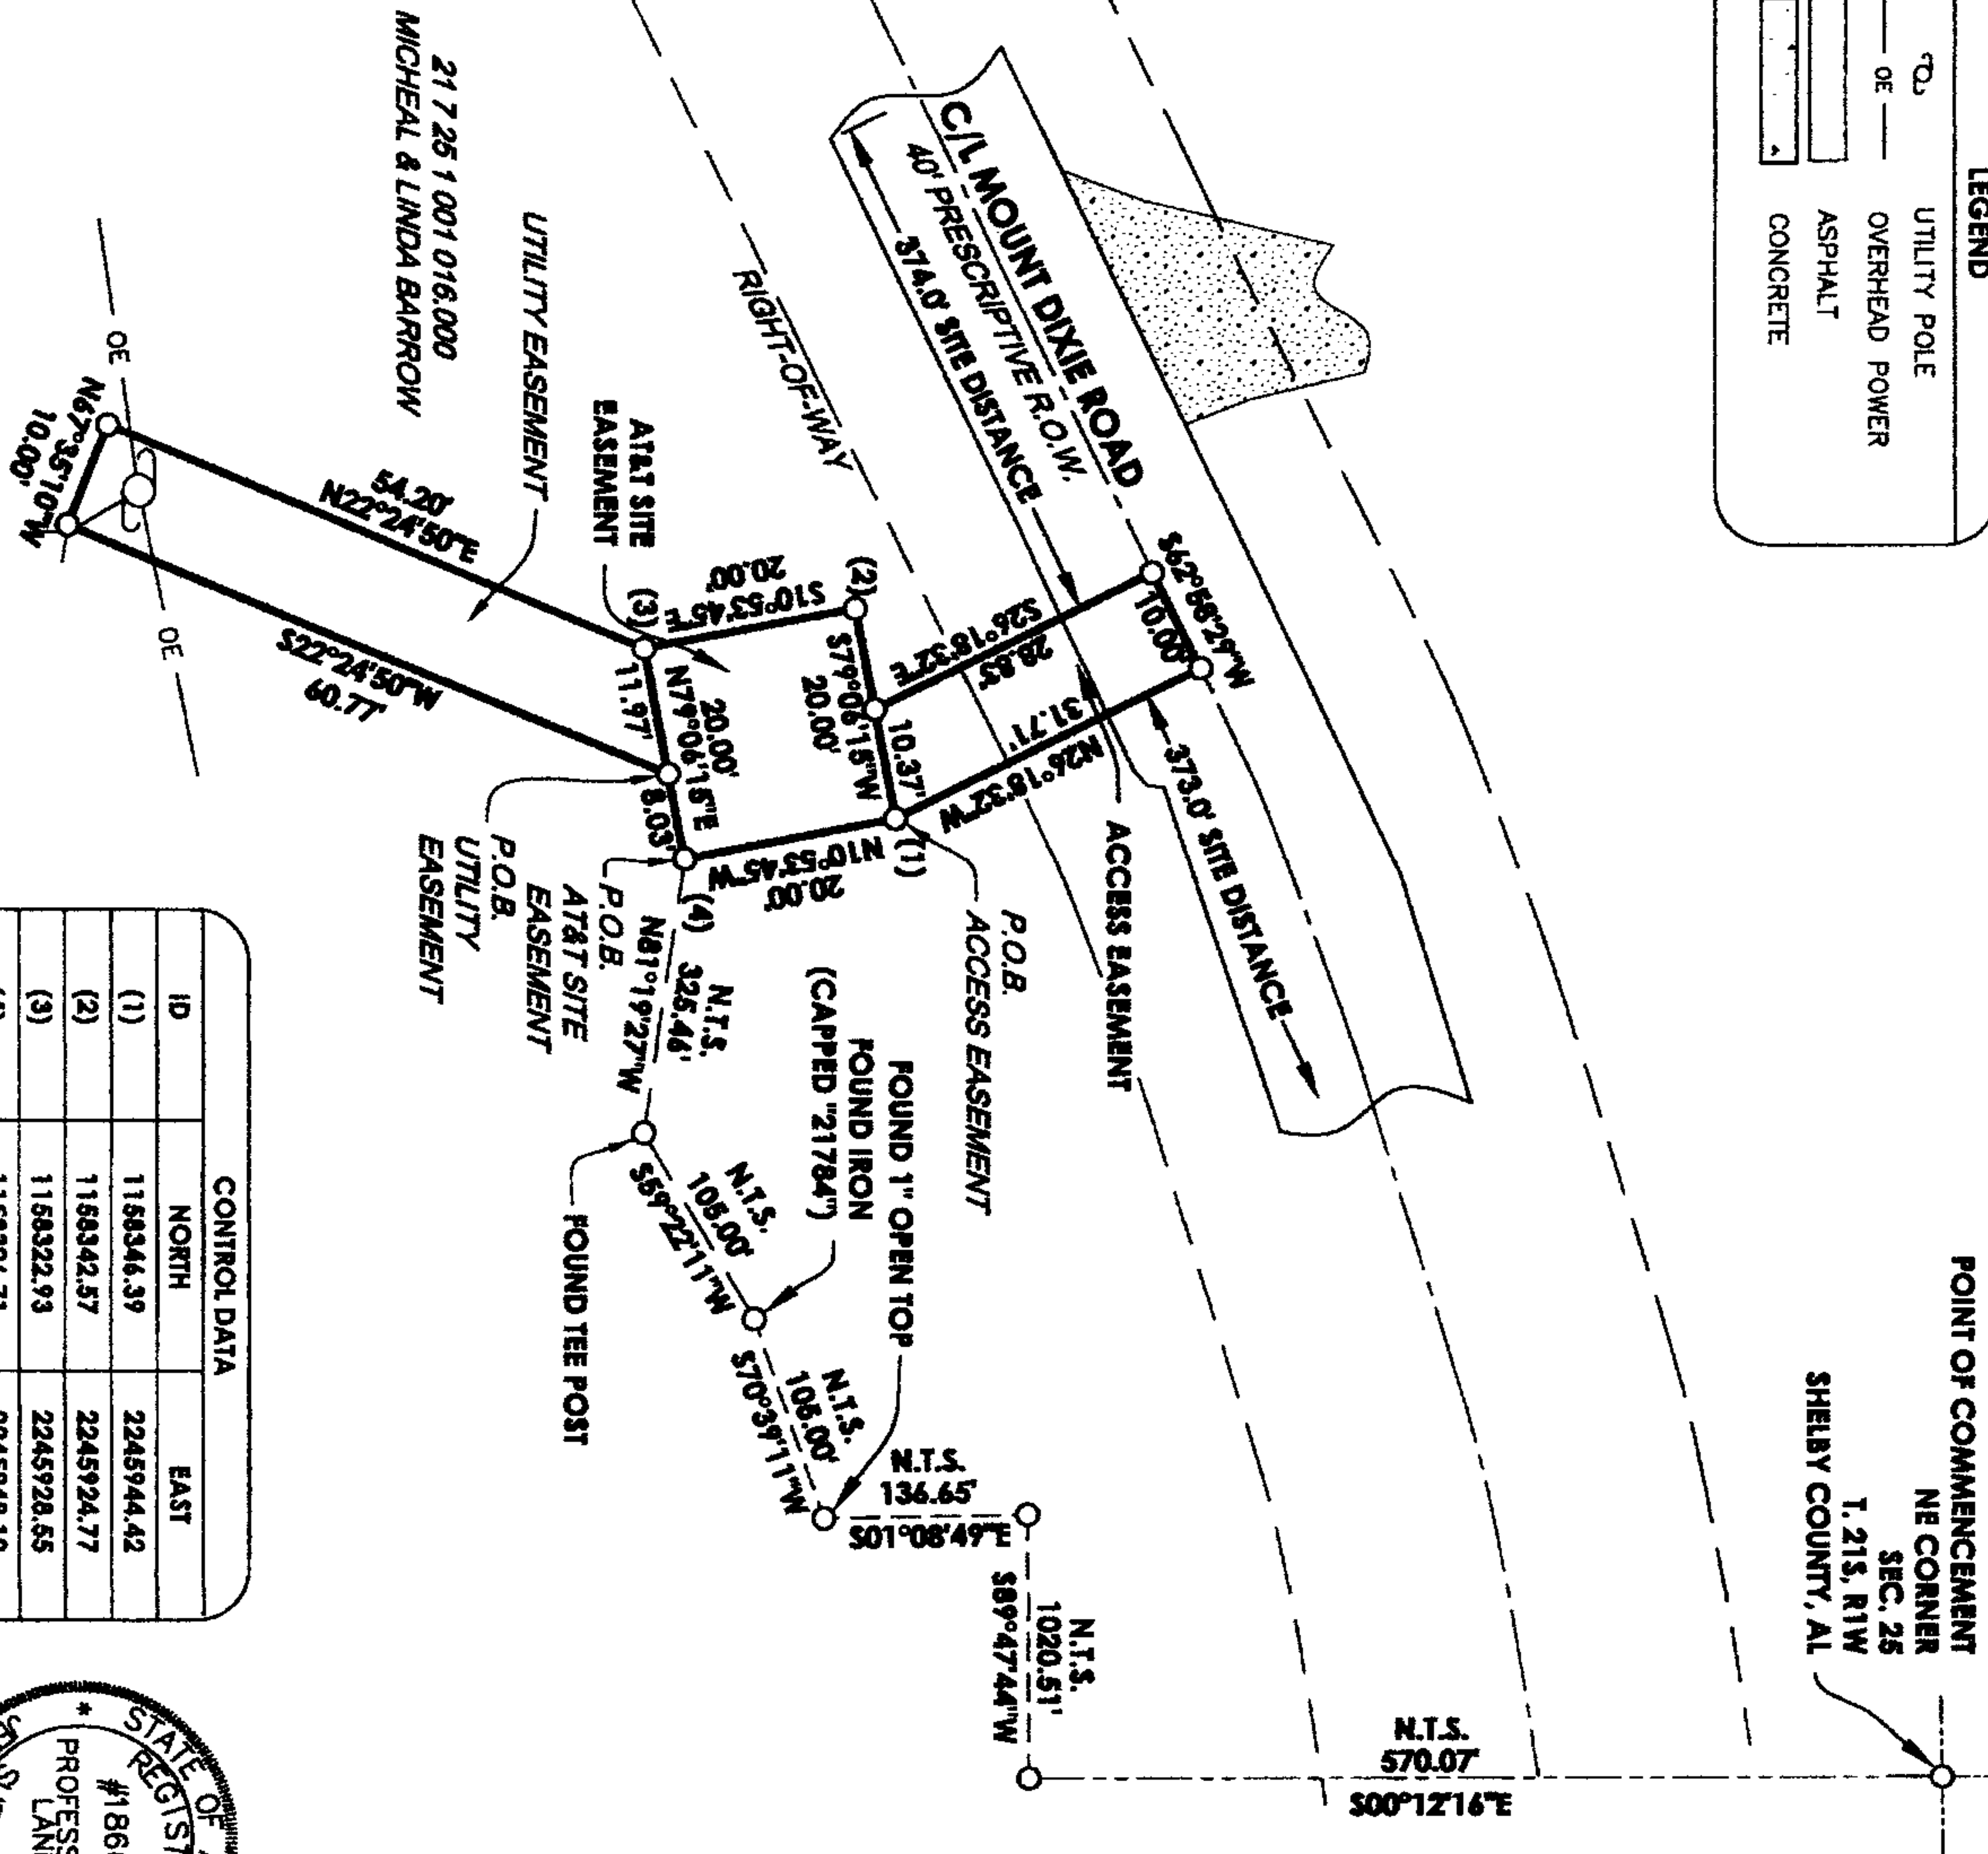 LEGEND
UTILITY POLE
OE
OVERHEAD POWER
ASPHALT
CONCRETE
POINT OF COMMENCEMENT
NE CORNER
SEC. 25
T. 21S, R1W
SHELBY COUNTY, AL
N.T.S.
570.07'
S00°12'16"E
N.T.S.
1020.51'
S89°47'44"W
N.T.S.
136.65'
S01°08'49"E
N.T.S.
105.00'
S70°39'11"W
N.T.S.
105.00'
S59°22'11"W
FOUND 1" OPEN TOP
FOUND IRON
(CAPPED "21784")
FOUND TEE POST
N.T.S.
325.46'
N81°19'27"W
C/L MOUNT DIXIE ROAD
40' PRESCRIPTIVE R.O.W.
374.0' SITE DISTANCE
373.0' SITE DISTANCE
RIGHT-OF-WAY
S62°58'29"W
10.00'
S26°18'32"E
28.83'
31.71'
N26°18'32"W
ACCESS EASEMENT
P.O.B.
ACCESS EASEMENT
(1)
(2)
(3)
(4)
10.37'
S79°06'15"W
20.00'
S10°53'45"E
20.00'
20.00'
N79°06'15"E
11.97'
8.03'
N10°53'45"W
20.00'
AT&T SITE
EASEMENT
P.O.B.
AT&T SITE
EASEMENT
P.O.B.
UTILITY
EASEMENT
UTILITY EASEMENT
54.20'
N22°24'50"E
S22°24'50"W
60.77'
N67°35'10"W
10.00'
OE
OE
21 7 25 1 001 016.000
MICHEAL & LINDA BARROW
CONTROL DATA
ID NORTH EAST
(1) 1158346.39 2245944.42
(2) 1158342.57 2245924.77
(3) 1158322.93 2245928.55
STATE OF
REGIST
#186
PROFESS
LAN